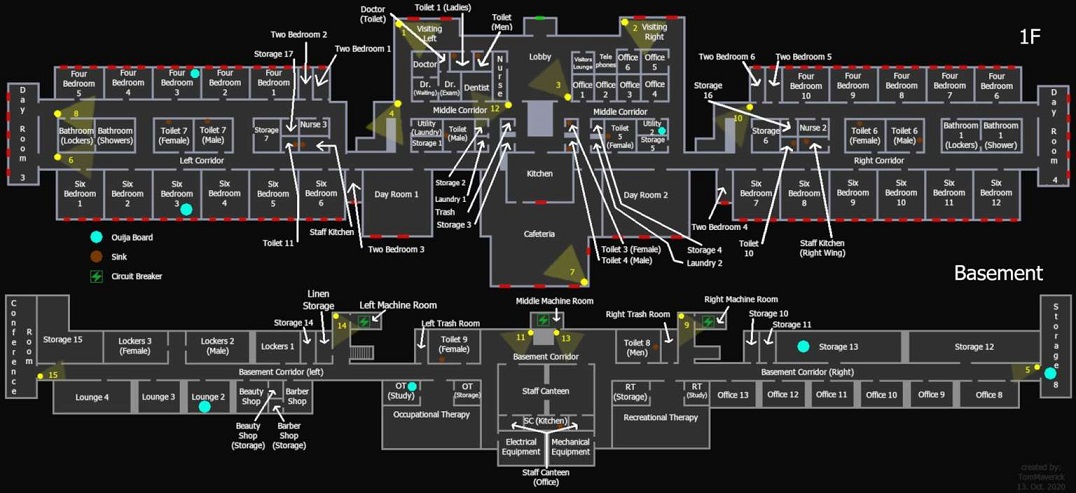 1F
Doctor
(Toilet)
Toilet 1 (Ladies)
Toilet
(Men)
Two Bedroom 2
Storage 17
Two Bedroom 1
1
Visiting
Left
2
Visiting
Right
Lobby
Doctor
Dr.
(Waiting)
Dr.
(Exam)
Dentist
Nurse
Visitors
Lounge
Tele
phones
Office
6
Office
5
Office
1
Office
2
Office
3
Office
4
3
Two Bedroom 6
Two Bedroom 5
Storage
16
Four
Bedroom
5
Four
Bedroom
4
Four
Bedroom
3
Four
Bedroom
2
Four
Bedroom
1
Four
Bedroom
10
Four
Bedroom
9
Four
Bedroom
8
Four
Bedroom
7
Four
Bedroom
6
Day Room 3
Day Room 4
8
4
12
10
Middle Corridor
Middle Corridor
Bathroom
(Lockers)
Bathroom
(Showers)
Toilet 7
(Female)
Toilet 7
(Male)
Storage
7
Nurse 3
Utility
(Laundry)
Storage 1
Toilet
(Male)
Toilet
(Female)
Utility
2
Storage
5
Storage
6
Nurse 2
Toilet 6
(Female)
Toilet 6
(Male)
Bathroom
1
(Lockers)
Bathroom
1
(Shower)
6
Left Corridor
Right Corridor
Six
Bedroom
1
Six
Bedroom
2
Six
Bedroom
3
Six
Bedroom
4
Six
Bedroom
5
Six
Bedroom
6
Day Room 1
Storage 2
Laundry 1
Trash
Storage 3
Kitchen
Day Room 2
Six
Bedroom
7
Six
Bedroom
8
Six
Bedroom
9
Six
Bedroom
10
Six
Bedroom
11
Six
Bedroom
12
Toilet 11
Staff Kitchen
Two Bedroom 3
Cafeteria
7
Toilet 3 (Female)
Toilet 4 (Male)
Storage 4
Laundry 2
Two Bedroom 4
Toilet
10
Staff Kitchen
(Right Wing)
Ouija Board
Sink
Circuit Breaker
Basement
Conference Room
Linen
Storage
Storage 14
Left Machine Room
Middle Machine Room
Right Machine Room
Storage 10
Storage 11
Left Trash Room
Right Trash Room
14
11
13
9
Storage 15
Lockers 3
(Female)
Lockers 2
(Male)
Lockers 1
Toilet 9
(Female)
Toilet 8
(Men)
Storage 13
Storage 12
Storage 8
Basement Corridor
Basement Corridor (left)
Basement Corridor (Right)
15
5
Lounge 4
Lounge 3
Lounge 2
Beauty
Shop
Barber
Shop
Beauty
Shop
(Storage)
Barber
Shop
(Storage)
OT
(Study)
OT
(Storage)
Occupational Therapy
Staff Canteen
SC (Kitchen)
Electrical
Equipment
Mechanical
Equipment
Staff Canteen
(Office)
RT
(Storage)
RT
(Study)
Recreational Therapy
Office 13
Office 12
Office 11
Office 10
Office 9
Office 8
created by:
TomMaverick
13. Oct. 2020